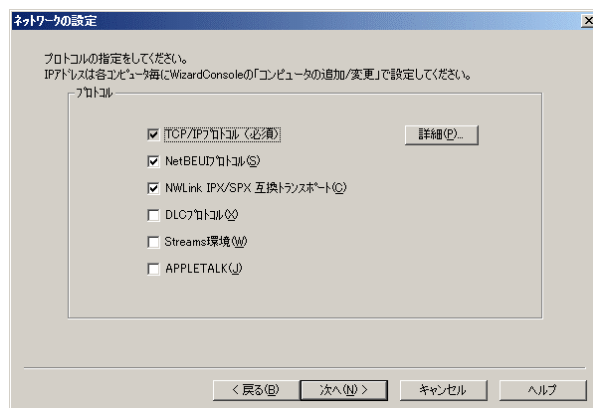 ネットワークの設定
プロトコルの指定をしてください。
IPアドレスは各コンピュータ毎にWizardConsoleの「コンピュータの追加/変更」で設定してください。
プロトコル
TCP/IPプロトコル（必須）
詳細(P)...
NetBEUIプロトコル(S)
NWLink IPX/SPX 互換トランスポート(C)
DLCプロトコル(X)
Streams環境(W)
APPLETALK(J)
< 戻る(B)
次へ(N) >
キャンセル
ヘルプ